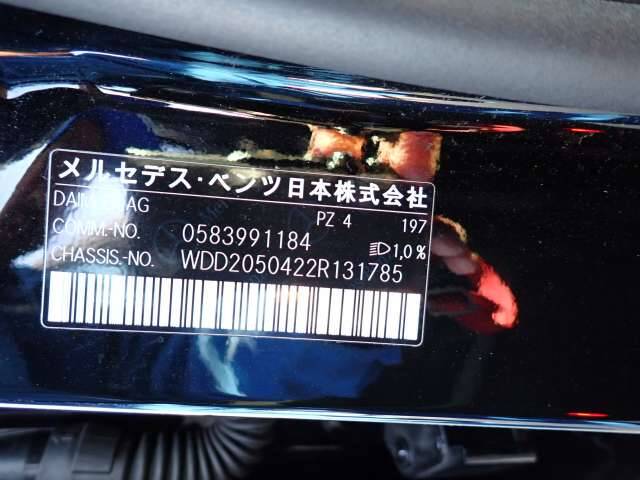 メルセデス・ベンツ日本株式会社
AG
PZ 4 197
COMM.-NO. 0583991184
1,0 %
CHASSIS.-NO. WDD2050422R131785